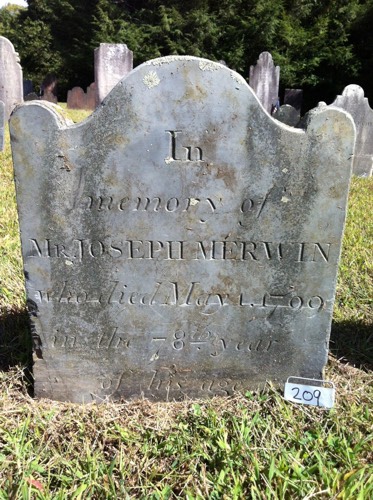 In
memory of
Mr. JOSEPH MERWIN
who died May 1, 1799
in the 78th year
of his age
209